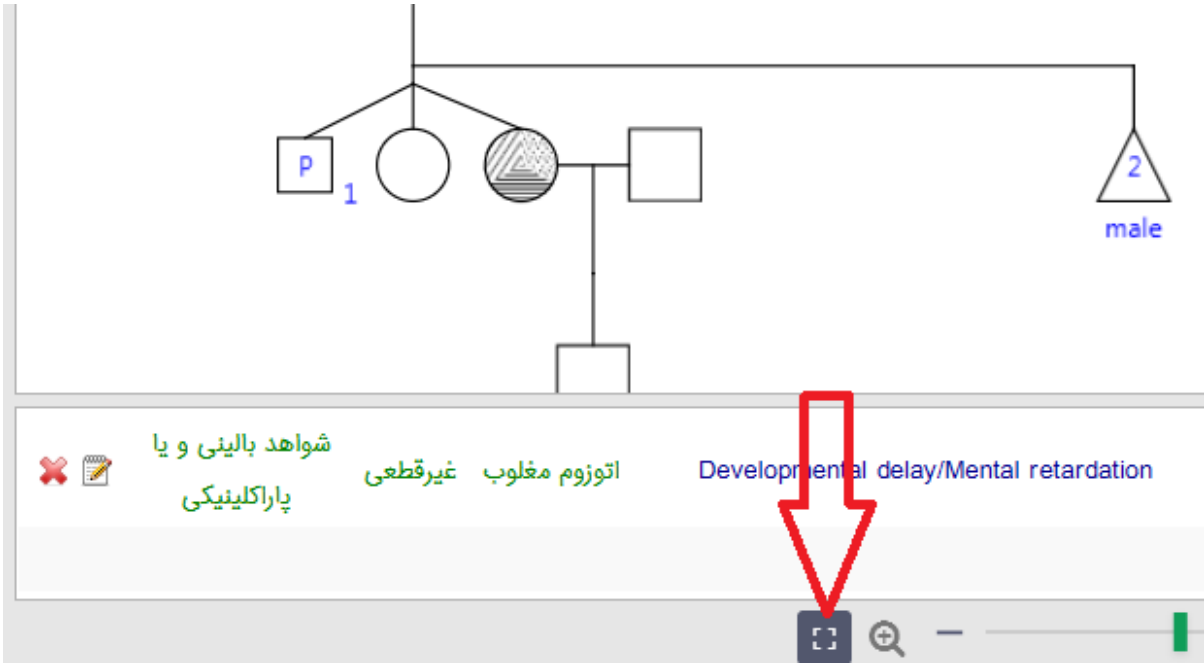 P
1
2
male
Developmental delay/Mental retardation
اتوزوم مغلوب
غیرقطعی
شواهد بالینی و یا
پاراکلینیکی